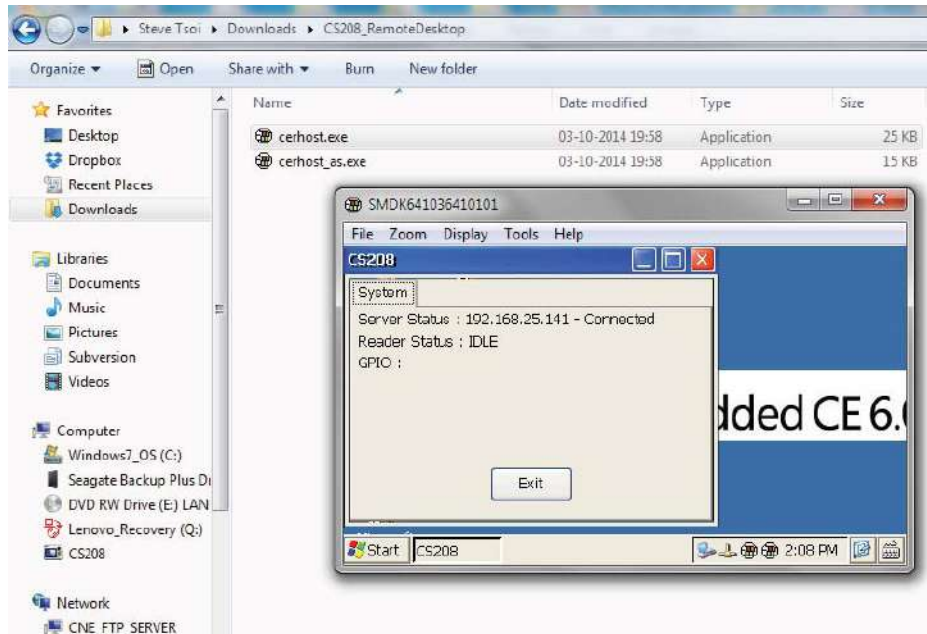 Steve Tsoi ▸ Downloads ▸ CS208_RemoteDesktop
Organize Open Share with Burn New folder
Name Date modified Type Size
Favorites
Desktop
Dropbox
Recent Places
Downloads
Libraries
Documents
Music
Pictures
Subversion
Videos
Computer
Windows7_OS (C:)
Seagate Backup Plus Dr
DVD RW Drive (E:) LAN
Lenovo_Recovery (Q:)
CS208
Network
CNE FTP SERVER
cerhost.exe 03-10-2014 19:58 Application 25 KB
cerhost_as.exe 03-10-2014 19:58 Application 15 KB
SMDK641036410101
File Zoom Display Tools Help
CS208
System
Server Status : 192.168.25.141 - Connected
Reader Status : IDLE
GPIO :
Exit
dded CE 6.0
Start CS208 2:08 PM